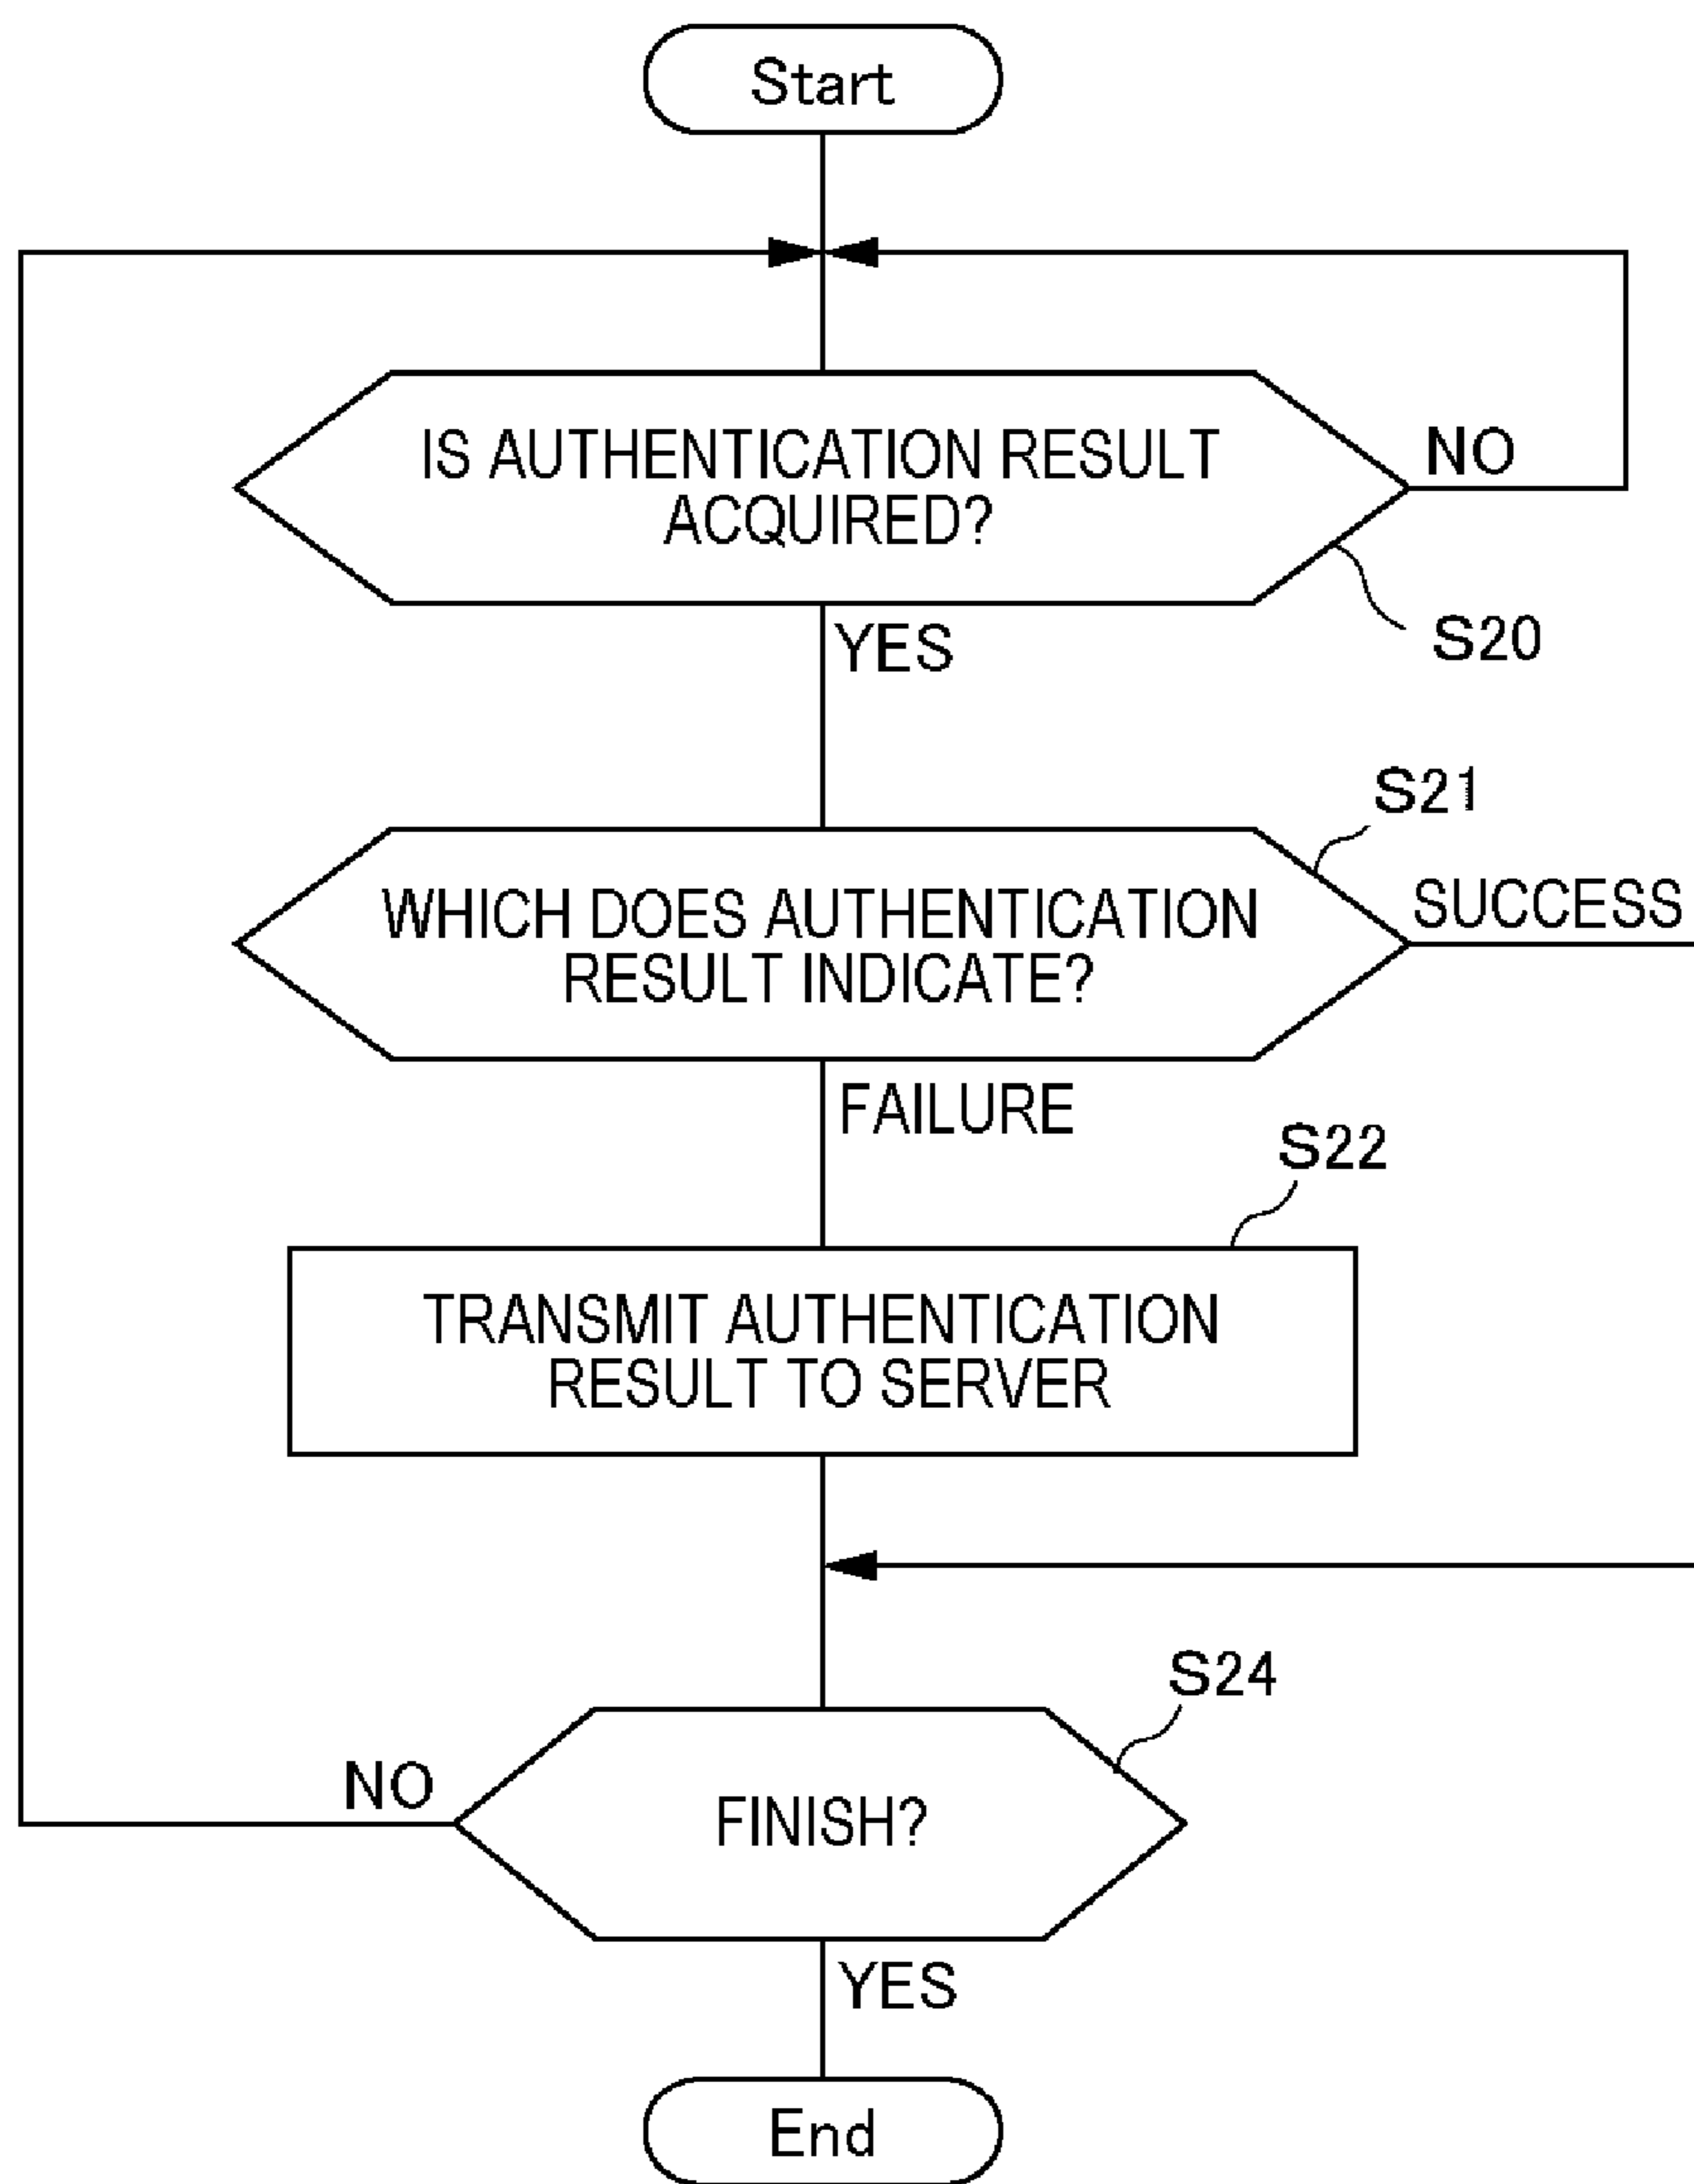 Start
IS AUTHENTICATION RESULT
ACQUIRED?
NO
YES
S20
S21
WHICH DOES AUTHENTICATION
RESULT INDICATE?
SUCCESS
FAILURE
S22
TRANSMIT AUTHENTICATION
RESULT TO SERVER
S24
NO
FINISH?
YES
End